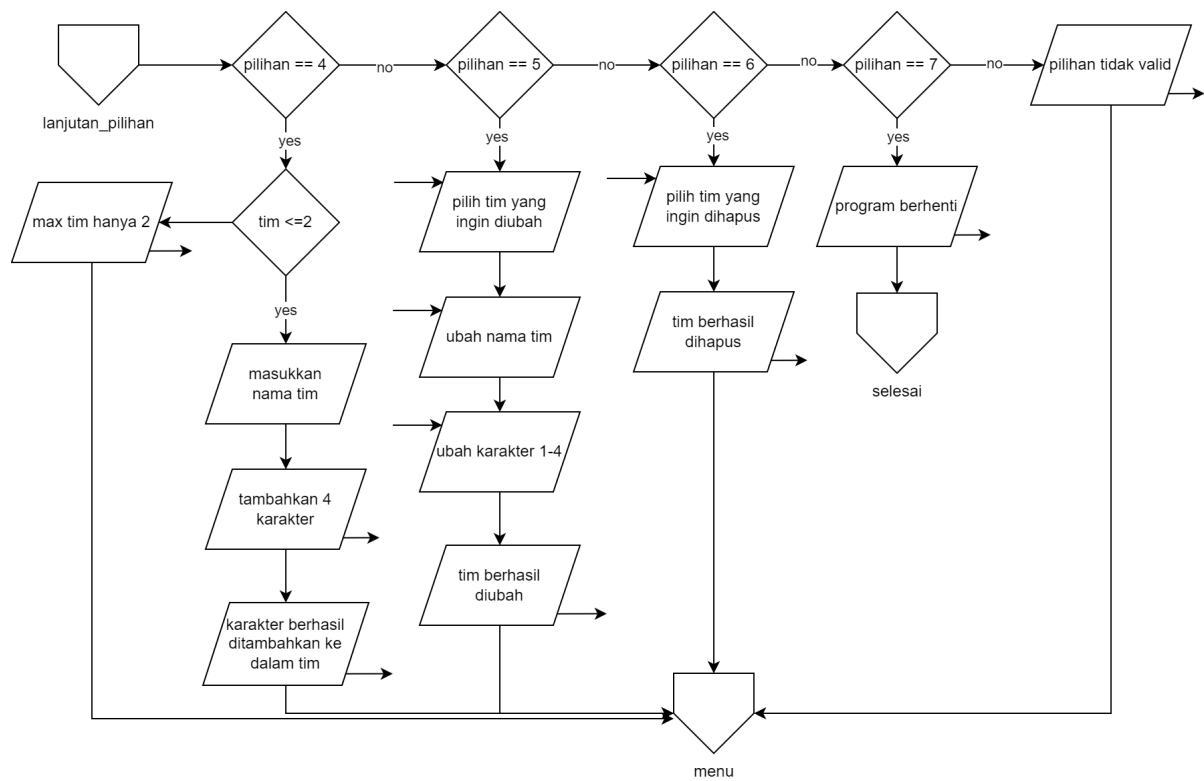 pilihan == 4
no
pilihan == 5
no
pilihan == 6
no
pilihan == 7
no
pilihan tidak valid
lanjutan_pilihan
yes
yes
yes
yes
max tim hanya 2
tim <=2
pilih tim yang
ingin diubah
pilih tim yang
ingin dihapus
program berhenti
yes
ubah nama tim
tim berhasil
dihapus
selesai
masukkan
nama tim
ubah karakter 1-4
tambahkan 4
karakter
tim berhasil
diubah
karakter berhasil
ditambahkan ke
dalam tim
menu